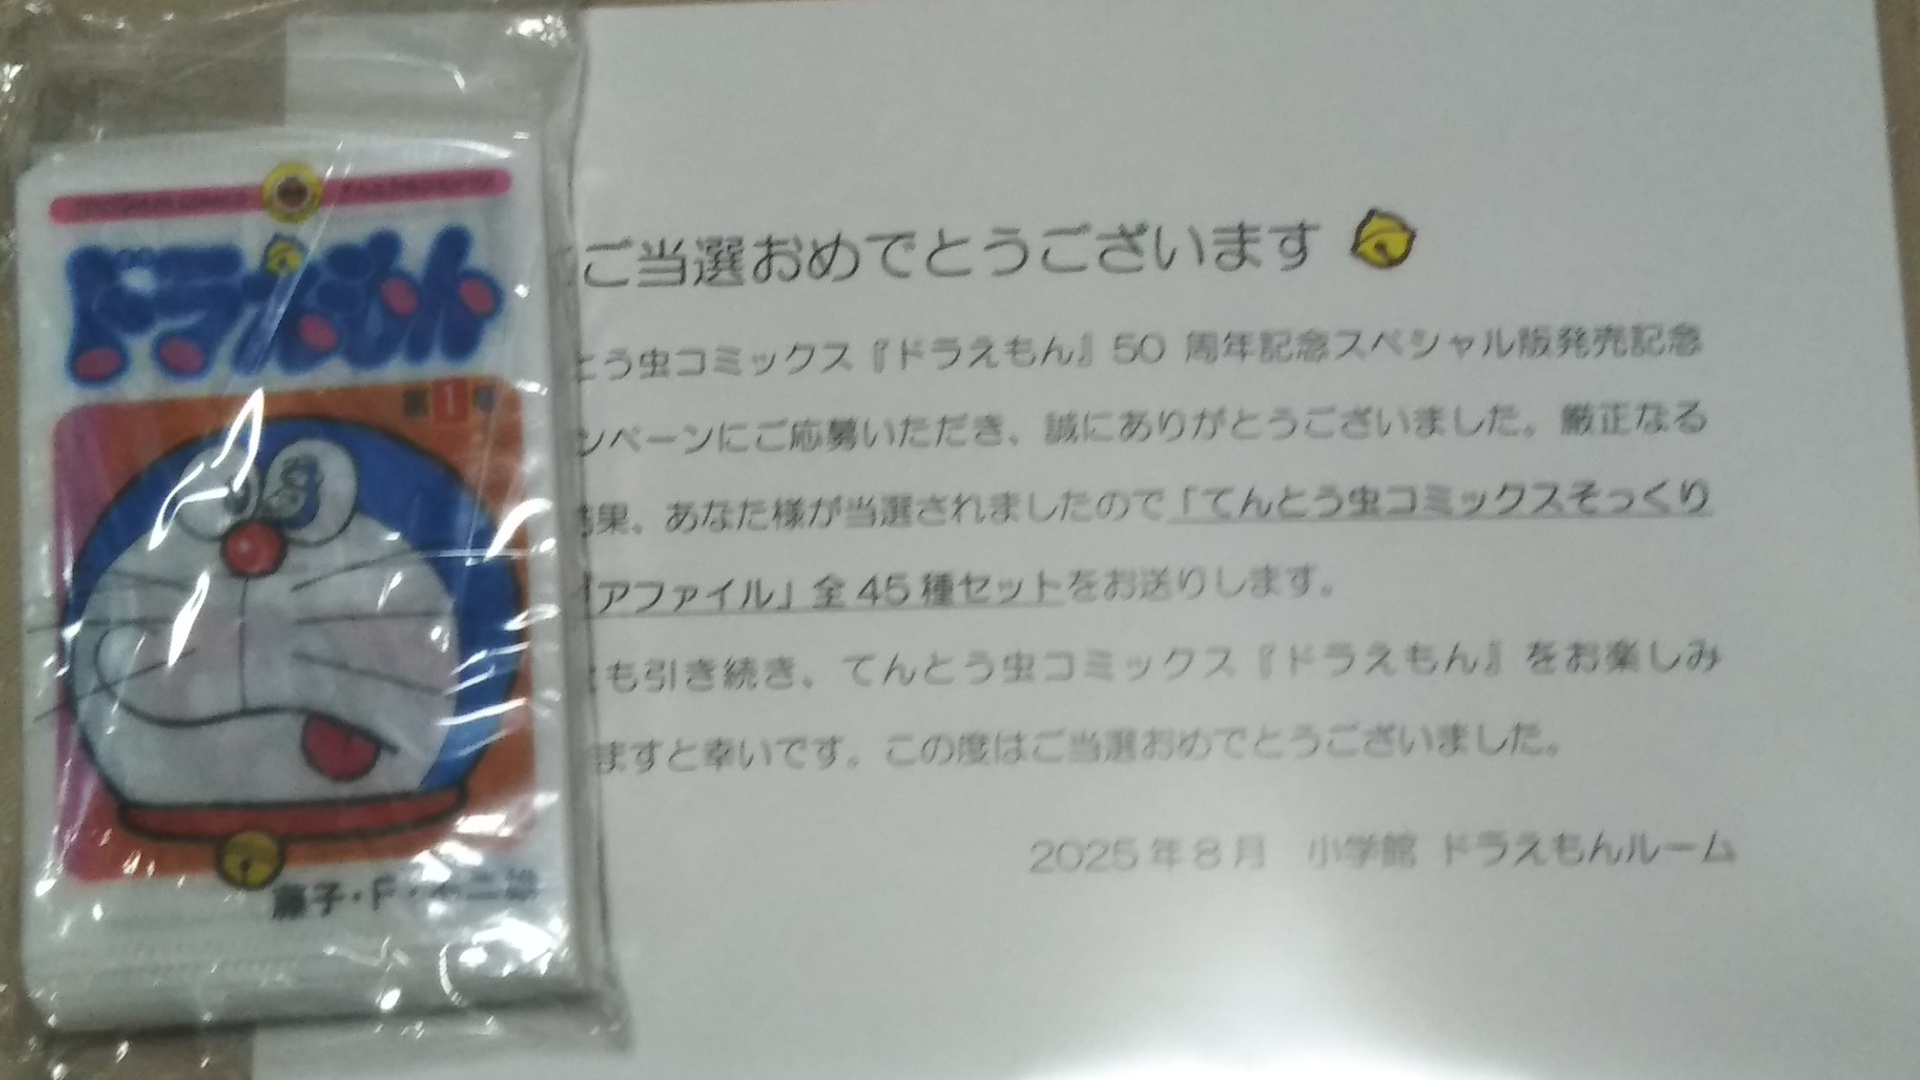 ドラえもん
第1巻
藤子・F・不二雄
ご当選おめでとうございます
とう虫コミックス『ドラえもん』50 周年記念スペシャル版発売記念
ンペーンにご応募いただき、誠にありがとうございました。厳正なる
果、あなた様が当選されましたので「てんとう虫コミックスそっくり
アファイル」全45種セットをお送りします。
も引き続き、てんとう虫コミックス『ドラえもん』をお楽しみ
ますと幸いです。この度はご当選おめでとうございました。
2025年8月 小学館 ドラえもんルーム